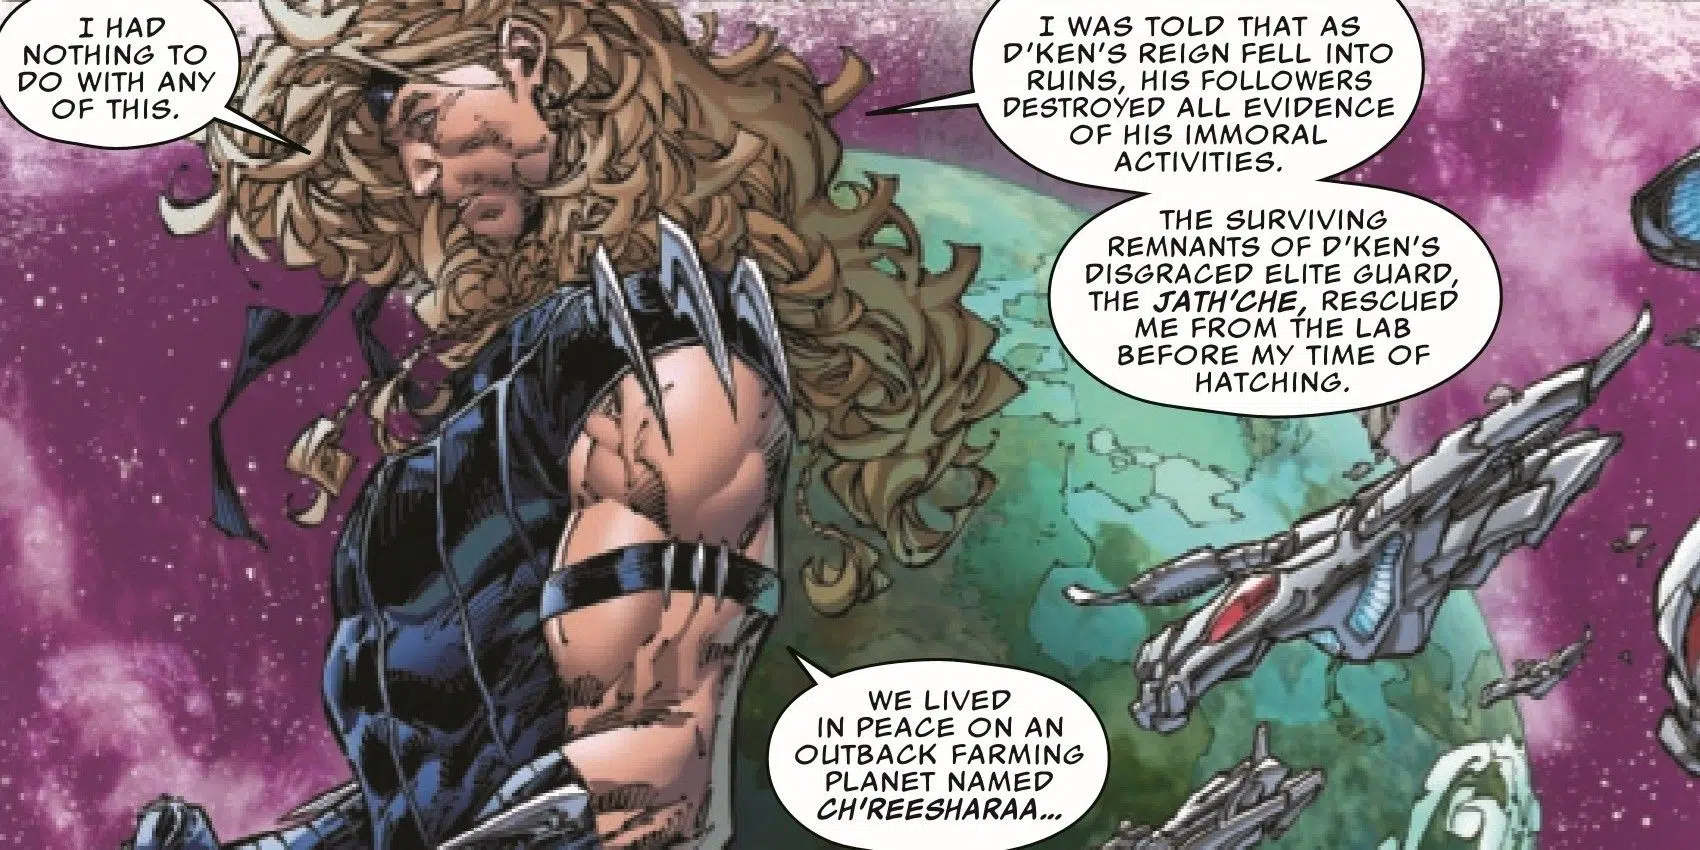 I HAD
NOTHING TO
DO WITH ANY
OF THIS.
I WAS TOLD THAT AS
D'KEN'S REIGN FELL INTO
RUINS, HIS FOLLOWERS
DESTROYED ALL EVIDENCE
OF HIS IMMORAL
ACTIVITIES.
THE SURVIVING
REMNANTS OF D'KEN'S
DISGRACED ELITE GUARD,
THE JATH'CHE, RESCUED
ME FROM THE LAB
BEFORE MY TIME OF
HATCHING.
WE LIVED
IN PEACE ON AN
OUTBACK FARMING
PLANET NAMED
CH'REESHARAA...